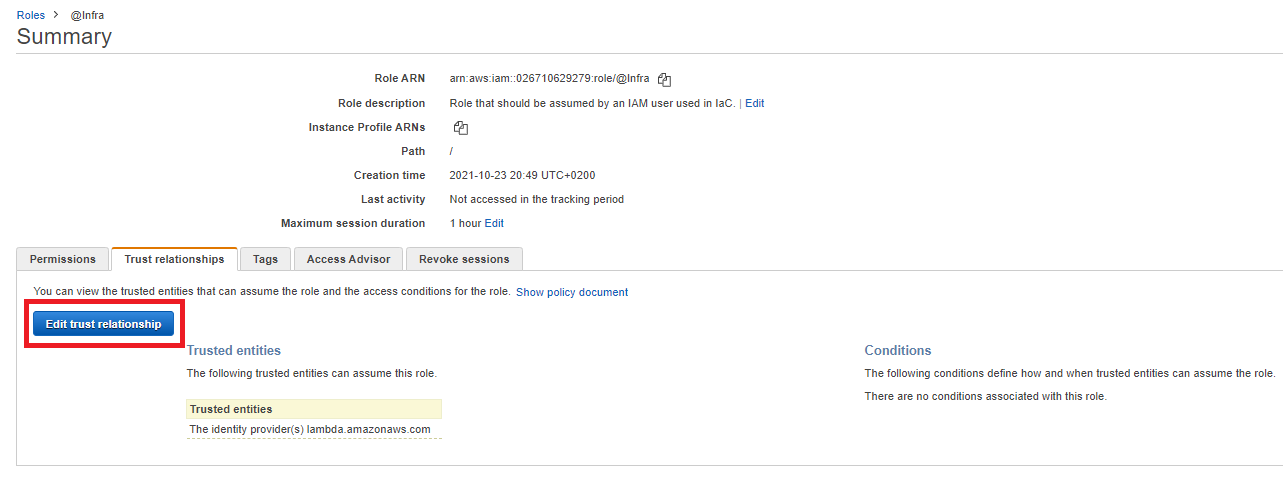 Roles > @Infra
Summary
Role ARN arn:aws:iam::026710629279:role/@Infra
Role description Role that should be assumed by an IAM user used in IaC. | Edit
Instance Profile ARNs
Path /
Creation time 2021-10-23 20:49 UTC+0200
Last activity Not accessed in the tracking period
Maximum session duration 1 hour Edit
Permissions Trust relationships Tags Access Advisor Revoke sessions
You can view the trusted entities that can assume the role and the access conditions for the role. Show policy document
Edit trust relationship
Trusted entities Conditions
The following trusted entities can assume this role. The following conditions define how and when trusted entities can assume the role.
There are no conditions associated with this role.
Trusted entities
The identity provider(s) lambda.amazonaws.com